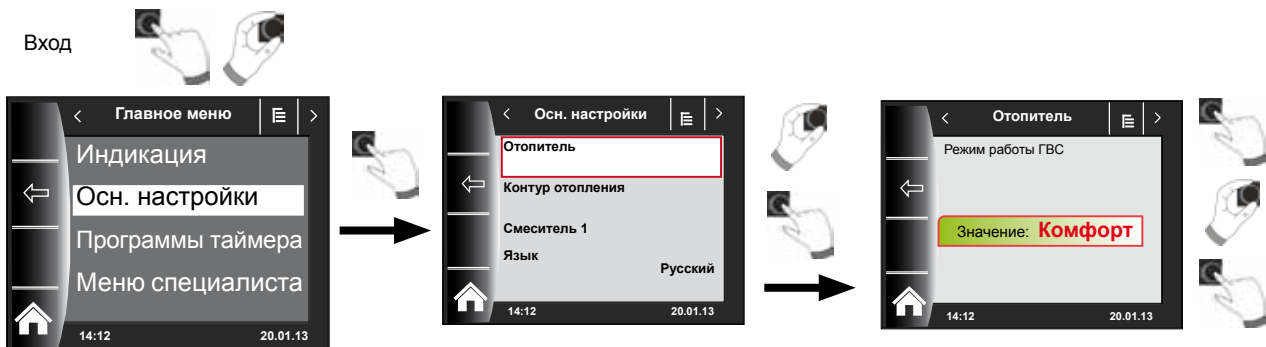 Вход
Главное меню
Индикация
Осн. настройки
Программы таймера
Меню специалиста
14:12 20.01.13
Осн. настройки
Отопитель
Контур отопления
Смеситель 1
Язык
Русский
14:12 20.01.13
Отопитель
Режим работы ГВС
Значение: Комфорт
14:12 20.01.13